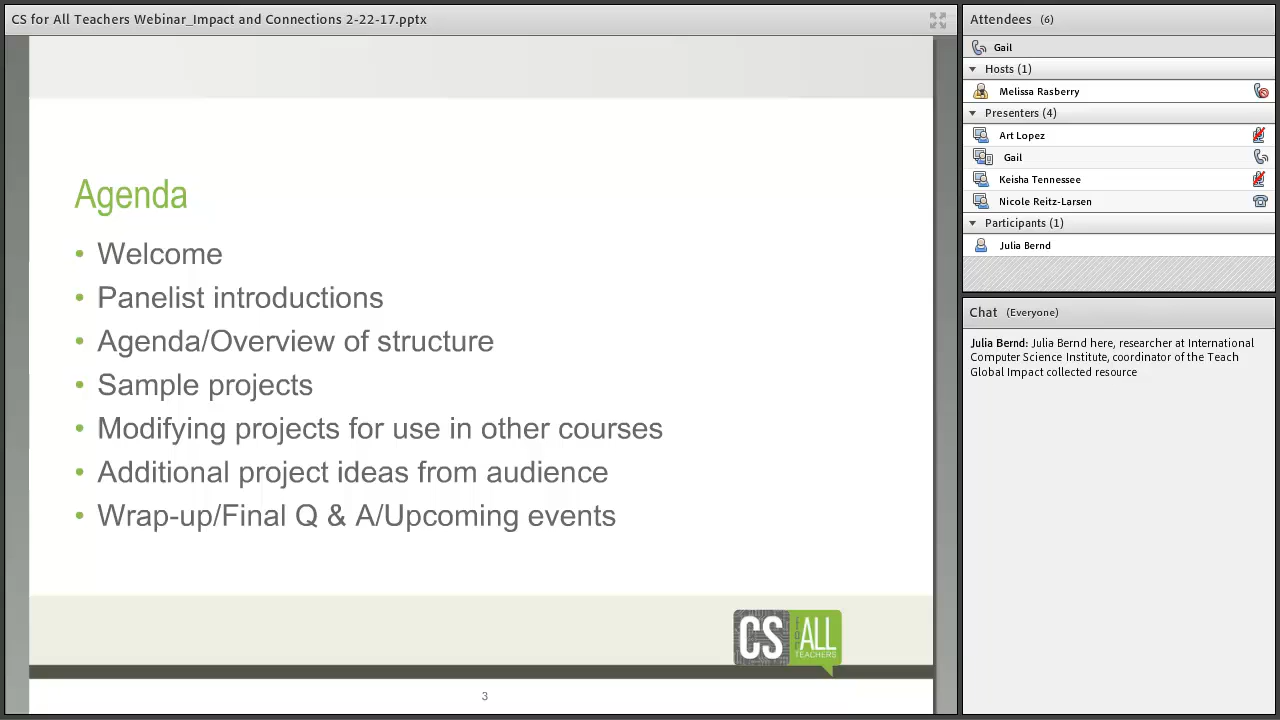 CS for All Teachers Webinar_Impact and Connections 2-22-17.pptx
Agenda
• Welcome
• Panelist introductions
• Agenda/Overview of structure
• Sample projects
• Modifying projects for use in other courses
• Additional project ideas from audience
• Wrap-up/Final Q & A/Upcoming events
CS FOR ALL TEACHERS
3
Attendees (6)
Gail
Hosts (1)
Melissa Rasberry
Presenters (4)
Art Lopez
Gail
Keisha Tennessee
Nicole Reitz-Larsen
Participants (1)
Julia Bernd
Chat (Everyone)
Julia Bernd: Julia Bernd here, researcher at International
Computer Science Institute, coordinator of the Teach
Global Impact collected resource